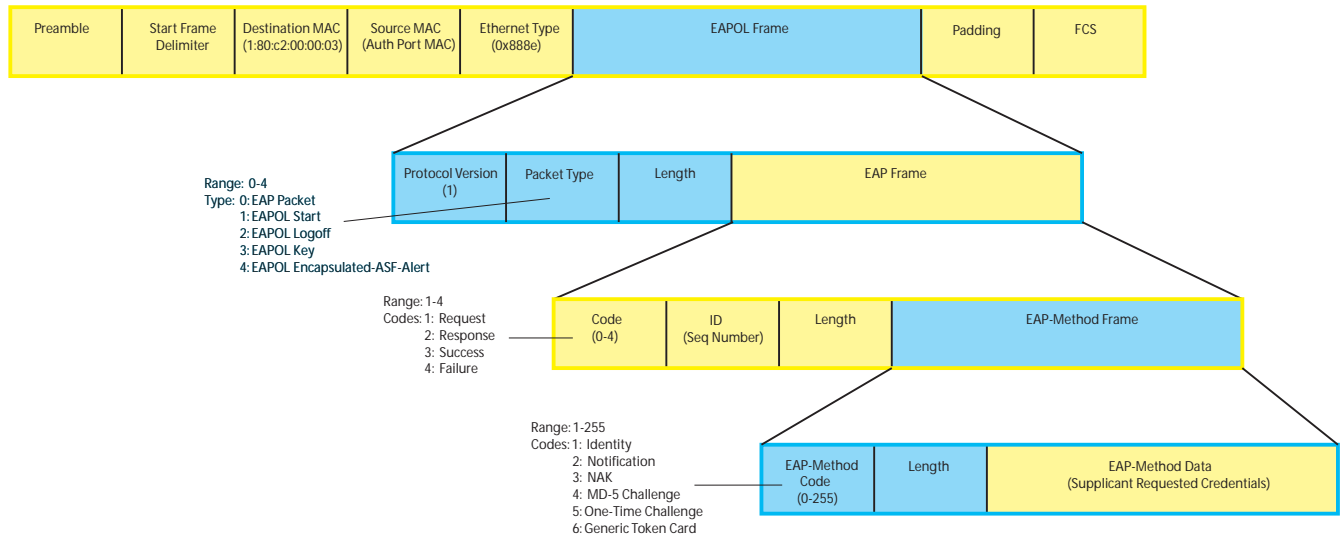 Preamble
Start Frame
Delimiter
Destination MAC
(1:80:c2:00:00:03)
Source MAC
(Auth Port MAC)
Ethernet Type
(0x888e)
EAPOL Frame
Padding
FCS
Protocol Version
(1)
Packet Type
Length
EAP Frame
Range: 0-4
Type: 0: EAP Packet
1: EAPOL Start
2: EAPOL Logoff
3: EAPOL Key
4: EAPOL Encapsulated-ASF-Alert
Range: 1-4
Codes: 1: Request
2: Response
3: Success
4: Failure
Code
(0-4)
ID
(Seq Number)
Length
EAP-Method Frame
Range: 1-255
Codes: 1: Identity
2: Notification
3: NAK
4: MD-5 Challenge
5: One-Time Challenge
6: Generic Token Card
EAP-Method
Code
(0-255)
Length
EAP-Method Data
(Supplicant Requested Credentials)